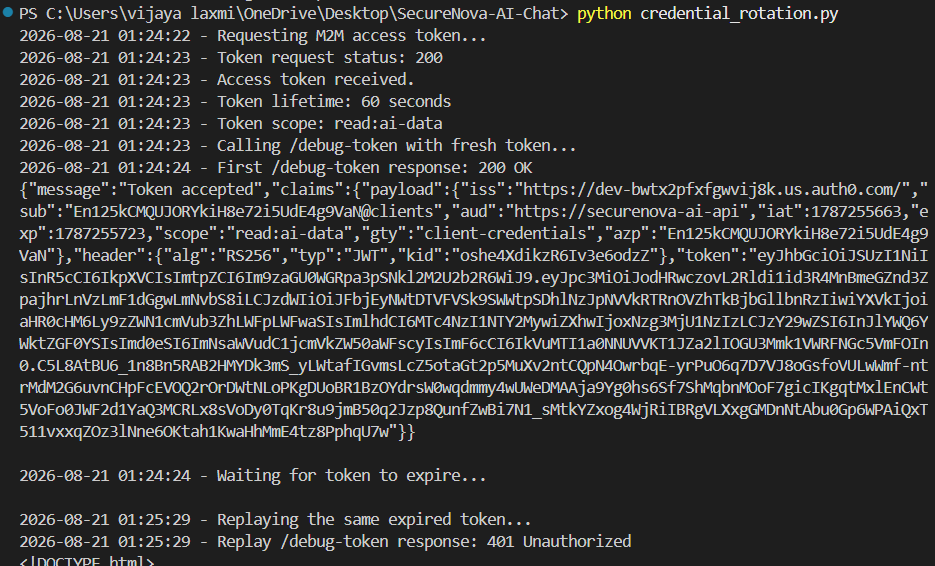 PS C:\Users\vijaya laxmi\OneDrive\Desktop\SecureNova-AI-Chat> python credential_rotation.py
2026-08-21 01:24:22 - Requesting M2M access token...
2026-08-21 01:24:23 - Token request status: 200
2026-08-21 01:24:23 - Access token received.
2026-08-21 01:24:23 - Token lifetime: 60 seconds
2026-08-21 01:24:23 - Token scope: read:ai-data
2026-08-21 01:24:23 - Calling /debug-token with fresh token...
2026-08-21 01:24:24 - First /debug-token response: 200 OK
{"message":"Token accepted","claims":{"payload":{"iss":"https://dev-bwtx2pfxfgwvij8k.us.auth0.com/","
sub":"En125kCMQUJORYkiH8e72i5UdE4g9VaN@clients","aud":"https://securenova-ai-api","iat":1787255663,"e
xp":1787255723,"scope":"read:ai-data","gty":"client-credentials","azp":"En125kCMQUJORYkiH8e72i5UdE4g9
VaN"},"header":{"alg":"RS256","typ":"JWT","kid":"oshe4XdikzR6Iv3e6odzZ"},"token":"eyJhbGciOiJSUzI1NiI
sInR5cCI6IkpXVCIsImtpZCI6Im9zaGU0WGRpa3pSNkl2M2U2b2R6WiJ9.eyJpc3MiOiJodHRwczovL2Rldi1id3R4MnBmeGZnd3Z
pajhrLnVzLmF1dGgwLmNvbS8iLCJzdWIiOiJFbjEyNWtDTVFVSk9SWWtpSDhlNzJpNVVkRTRnOVZhTkBjbGllbnRzIiwiYXVkIjoi
aHR0cHM6Ly9zZWN1cmVub3ZhLWFpLWFwaSIsImlhdCI6MTc4NzI1NTY2MywiZXhwIjoxNzg3MjU1NzIzLCJzY29wZSI6InJlYWQ6Y
WktZGF0YSIsImd0eSI6ImNsaWVudC1jcmVkZW50aWFscyIsImF6cCI6IkVuMTI1a0NNUVVKT1JZa2lIOGU3Mmk1VWRFNGc5VmFOIn
0.C5L8AtBU6_1n8Bn5RAB2HMYDk3mS_yLWtafIGvmsLcZ5otaGt2p5MuXv2ntCQpN4OwrbqE-yrPuO6q7D7VJ8oGsfoVULwWmf-nt
rMdM2G6uvnCHpFcEVOQ2rOrDWtNLoPKgDUoBR1BzOYdrsW0wqdmmy4wUWeDMAAja9Yg0hs6Sf7ShMqbnMOoF7gicIKgqtMxlEnCWt
5VoFo0JWF2d1YaQ3MCRLx8sVoDy0TqKr8u9jmB50q2Jzp8QunfZwBi7N1_sMtkYZxog4WjRiIBRgVLXxgGMDnNtAbu0Gp6WPAiQxT
511vxxqZOz3lNne6OKtah1KwaHhMmE4tz8PphqU7w"}}
2026-08-21 01:24:24 - Waiting for token to expire...
2026-08-21 01:25:29 - Replaying the same expired token...
2026-08-21 01:25:29 - Replay /debug-token response: 401 Unauthorized
<!DOCTYPE html>